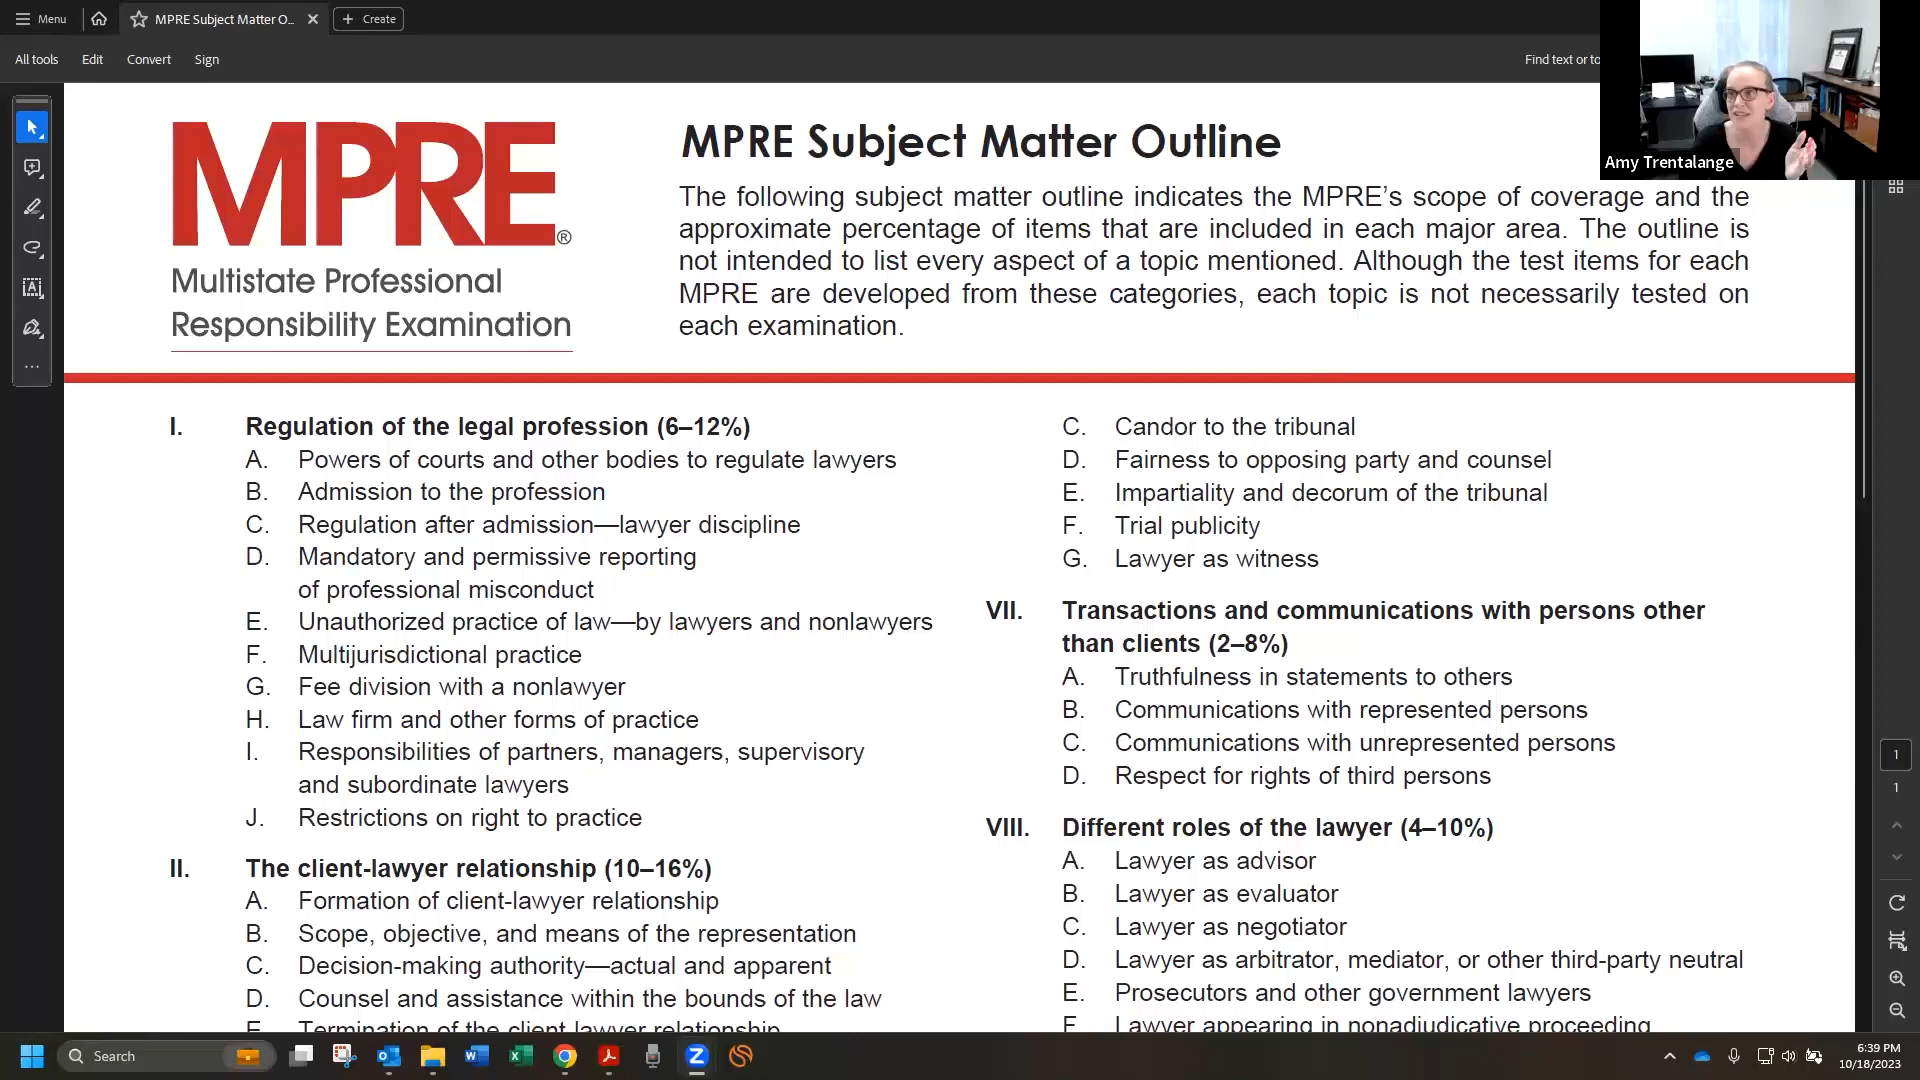 Menu
MPRE Subject Matter O...
Create
All tools
Edit
Convert
Sign
Find text or to
Amy Trentalange
MPRE®
Multistate Professional
Responsibility Examination
MPRE Subject Matter Outline
The following subject matter outline indicates the MPRE’s scope of coverage and the
approximate percentage of items that are included in each major area. The outline is
not intended to list every aspect of a topic mentioned. Although the test items for each
MPRE are developed from these categories, each topic is not necessarily tested on
each examination.
I. Regulation of the legal profession (6–12%)
A. Powers of courts and other bodies to regulate lawyers
B. Admission to the profession
C. Regulation after admission—lawyer discipline
D. Mandatory and permissive reporting
of professional misconduct
E. Unauthorized practice of law—by lawyers and nonlawyers
F. Multijurisdictional practice
G. Fee division with a nonlawyer
H. Law firm and other forms of practice
I. Responsibilities of partners, managers, supervisory
and subordinate lawyers
J. Restrictions on right to practice
II. The client-lawyer relationship (10–16%)
A. Formation of client-lawyer relationship
B. Scope, objective, and means of the representation
C. Decision-making authority—actual and apparent
D. Counsel and assistance within the bounds of the law
E. Termination of the client-lawyer relationship
C. Candor to the tribunal
D. Fairness to opposing party and counsel
E. Impartiality and decorum of the tribunal
F. Trial publicity
G. Lawyer as witness
VII. Transactions and communications with persons other
than clients (2–8%)
A. Truthfulness in statements to others
B. Communications with represented persons
C. Communications with unrepresented persons
D. Respect for rights of third persons
VIII. Different roles of the lawyer (4–10%)
A. Lawyer as advisor
B. Lawyer as evaluator
C. Lawyer as negotiator
D. Lawyer as arbitrator, mediator, or other third-party neutral
E. Prosecutors and other government lawyers
F. Lawyer appearing in nonadjudicative proceeding
1
1
Search
6:39 PM
10/18/2023